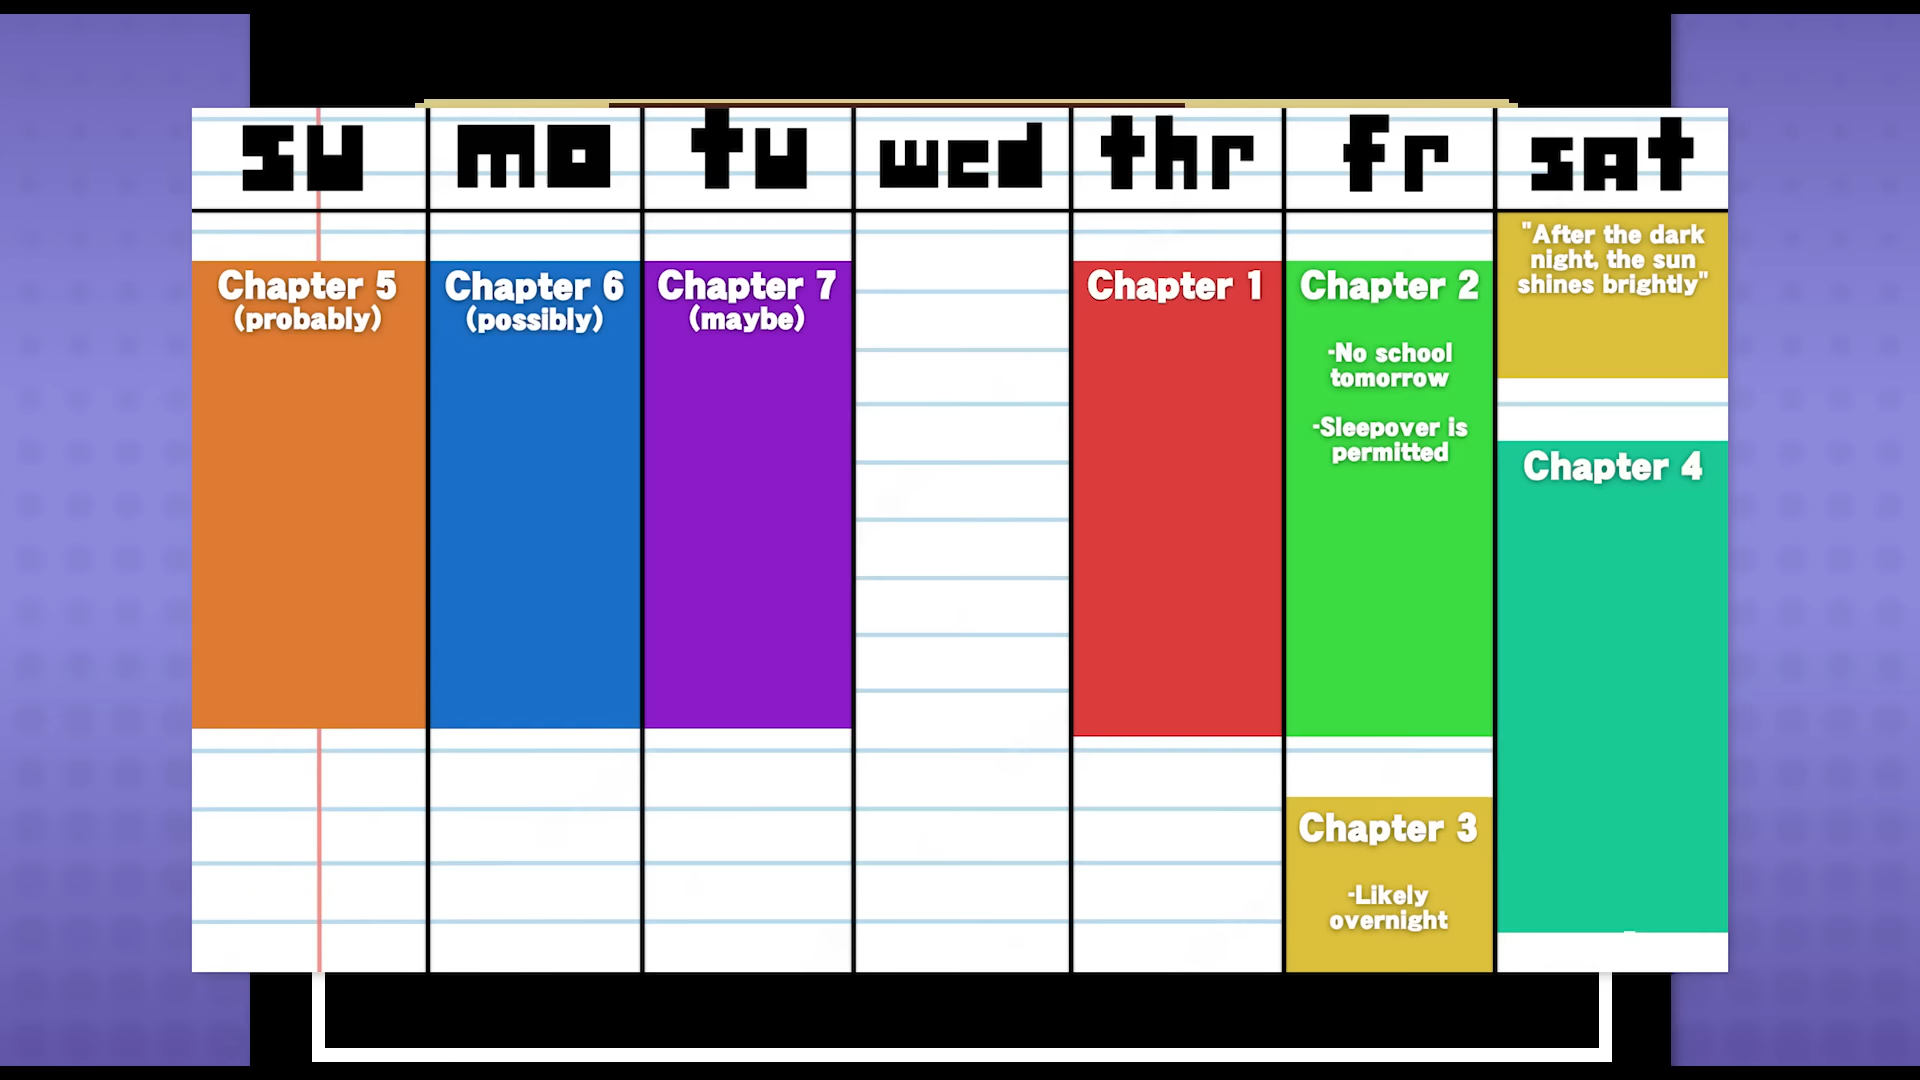 su mo tu wed thr fr sat
Chapter 5
(probably)
Chapter 6
(possibly)
Chapter 7
(maybe)
Chapter 1
Chapter 2
-No school
tomorrow
-Sleepover is
permitted
Chapter 3
-Likely
overnight
"After the dark
night, the sun
shines brightly"
Chapter 4